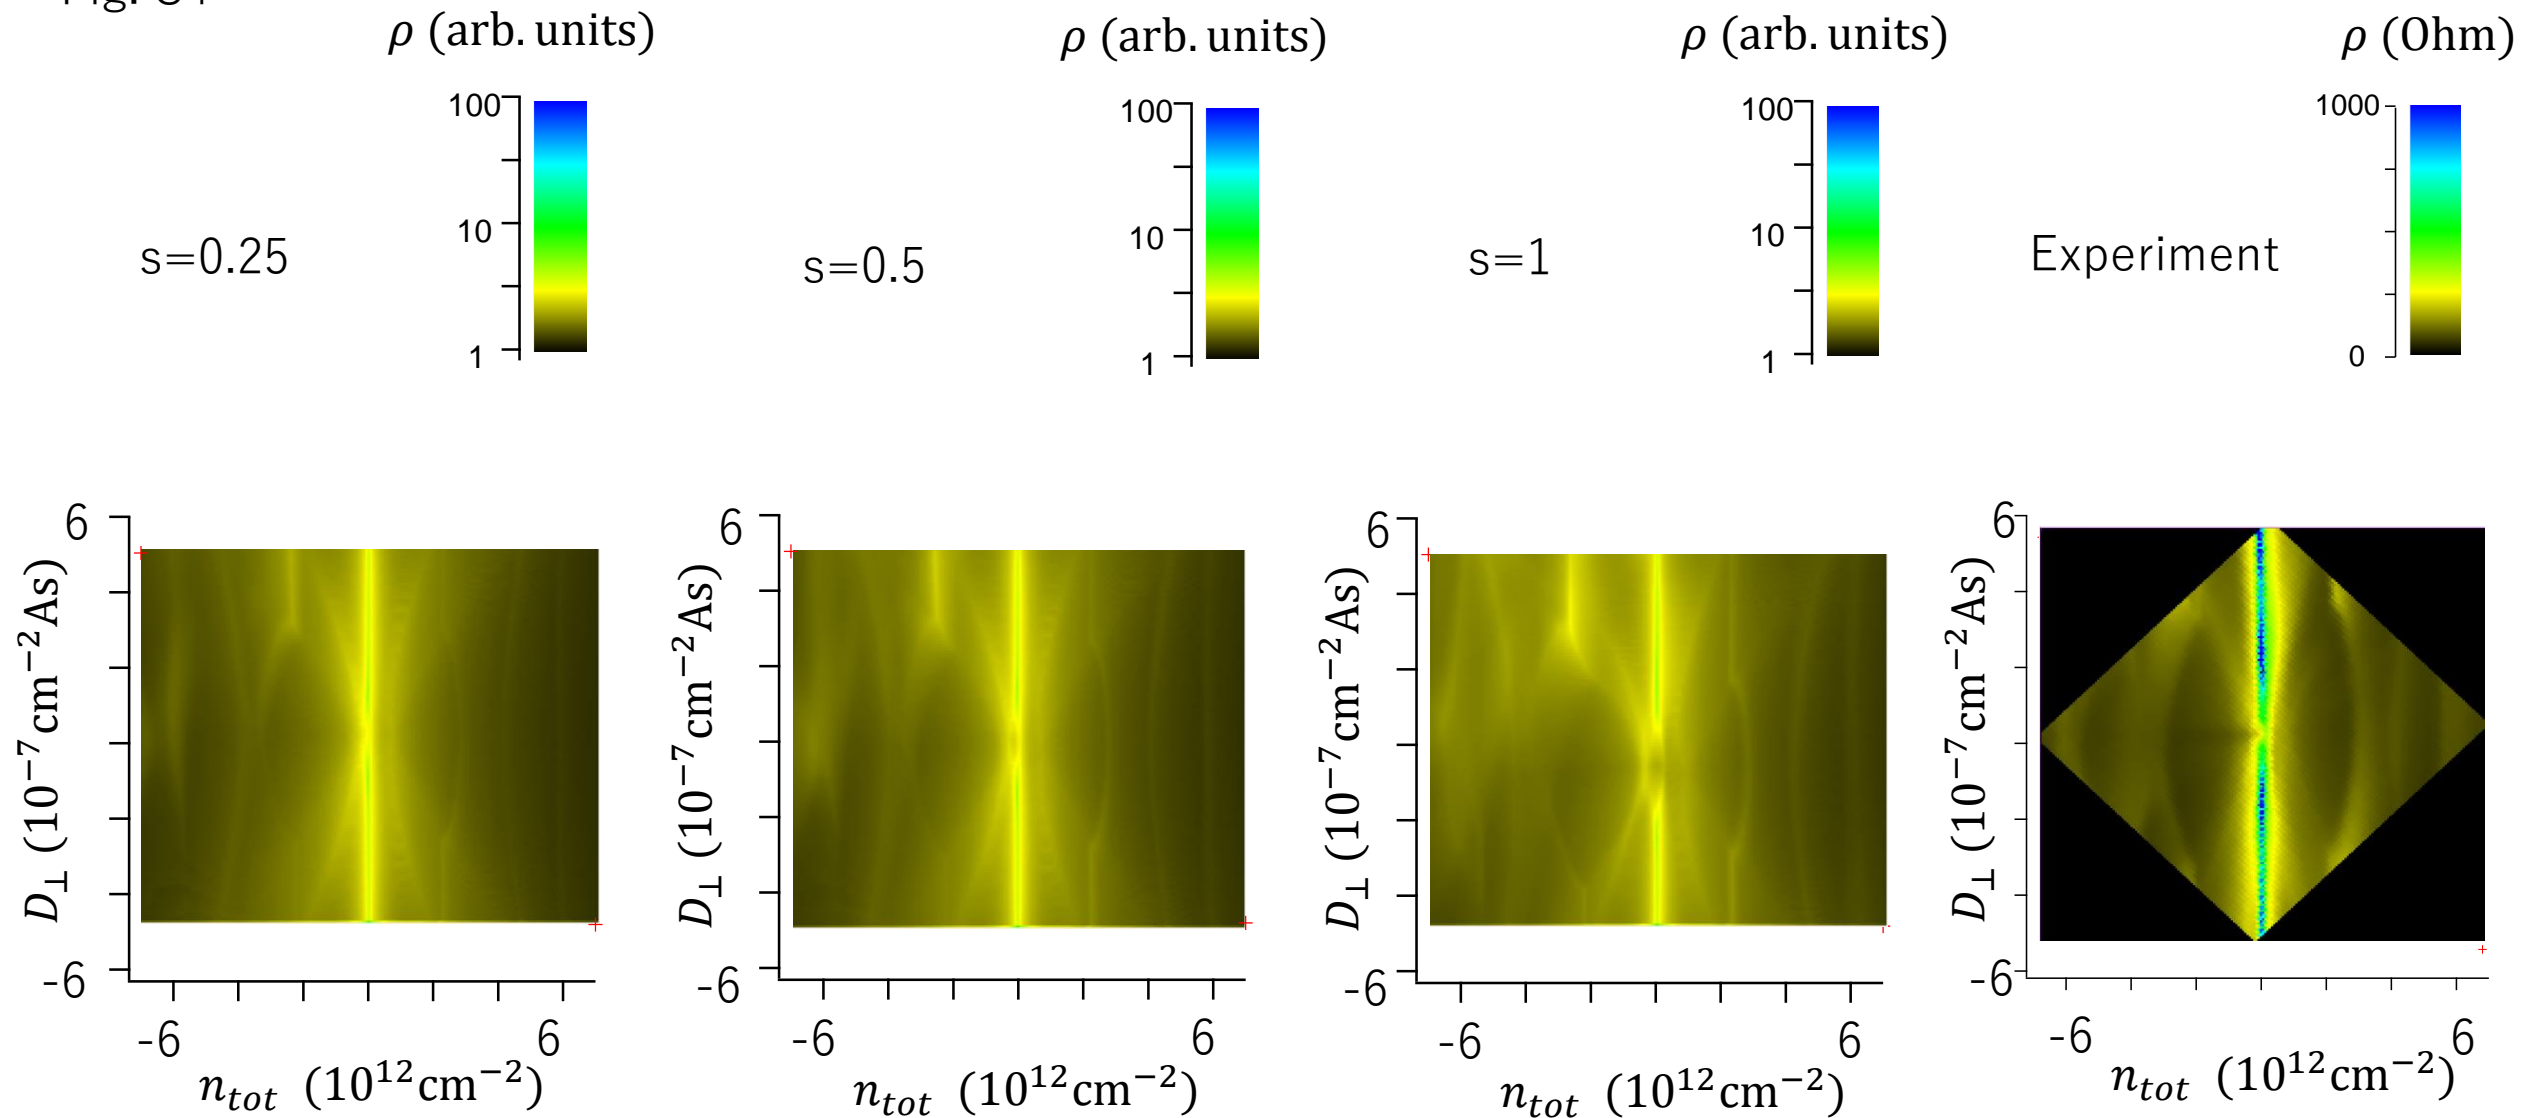 ρ (arb. units)
100
10
1
s=0.25
ρ (arb. units)
100
10
1
s=0.5
ρ (arb. units)
100
10
1
s=1
ρ (Ohm)
1000
0
Experiment
6
-6
D⊥ (10⁻⁷cm⁻²As)
-6
6
n_tot (10¹²cm⁻²)
6
-6
D⊥ (10⁻⁷cm⁻²As)
-6
6
n_tot (10¹²cm⁻²)
6
-6
D⊥ (10⁻⁷cm⁻²As)
-6
6
n_tot (10¹²cm⁻²)
6
-6
D⊥ (10⁻⁷cm⁻²As)
-6
6
n_tot (10¹²cm⁻²)